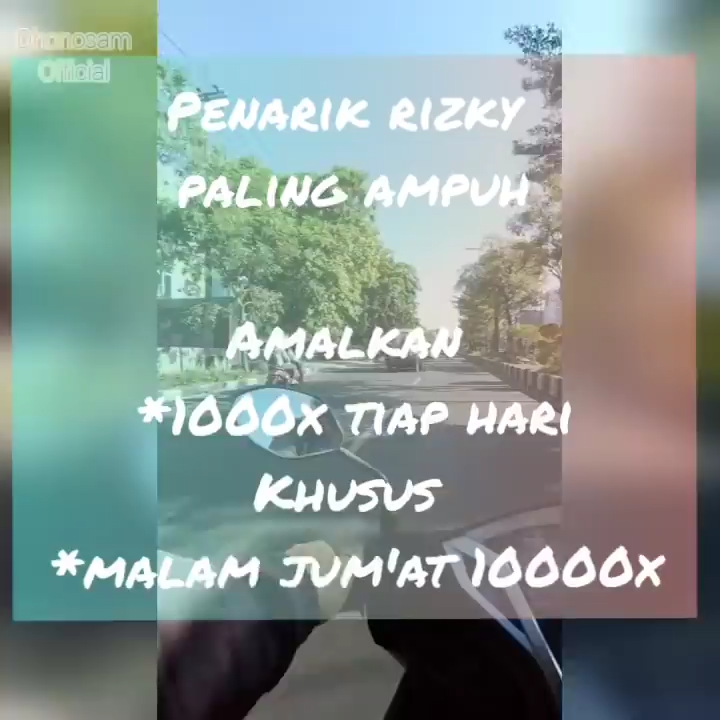 Dhonosam
Official
Penarik rizky
paling ampuh
Amalkan
*1000x tiap hari
Khusus
*malam jum'at 10000x